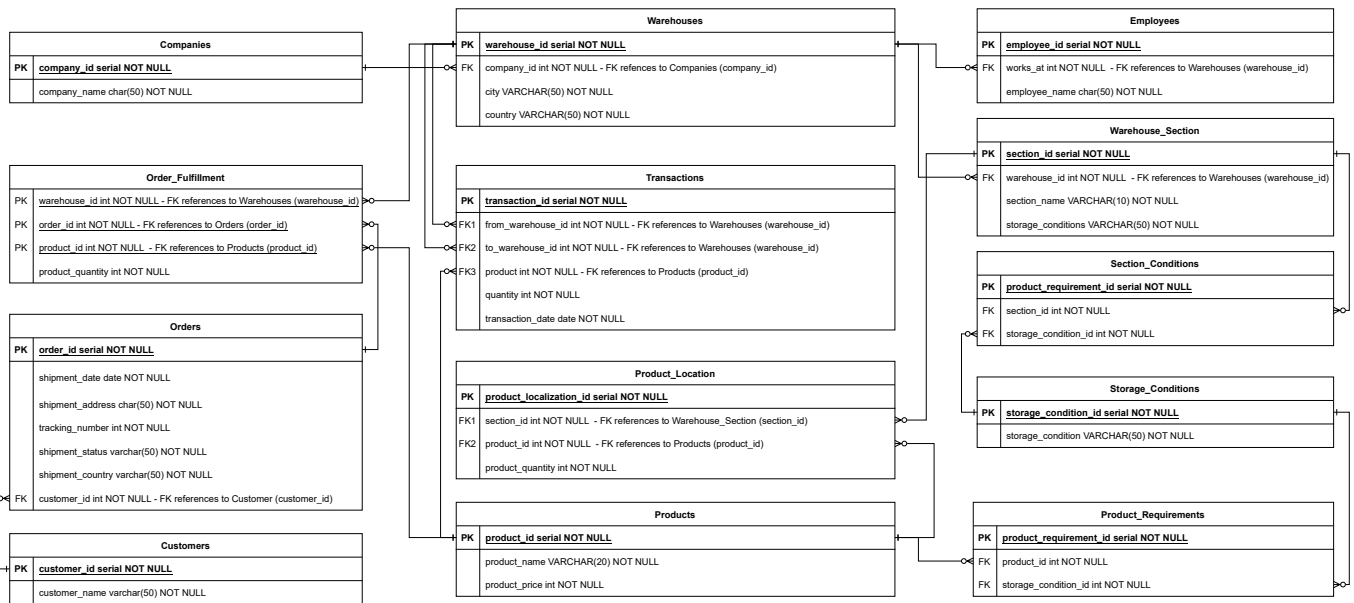 Companies
PK company_id serial NOT NULL
company_name char(50) NOT NULL
Order_Fulfillment
PK warehouse_id int NOT NULL - FK references to Warehouses (warehouse_id)
PK order_id int NOT NULL - FK references to Orders (order_id)
PK product_id int NOT NULL - FK references to Products (product_id)
product_quantity int NOT NULL
Orders
PK order_id serial NOT NULL
shipment_date date NOT NULL
shipment_address char(50) NOT NULL
tracking_number int NOT NULL
shipment_status varchar(50) NOT NULL
shipment_country varchar(50) NOT NULL
FK customer_id int NOT NULL - FK references to Customer (customer_id)
Customers
PK customer_id serial NOT NULL
customer_name varchar(50) NOT NULL
Warehouses
PK warehouse_id serial NOT NULL
FK company_id int NOT NULL - FK refences to Companies (company_id)
city VARCHAR(50) NOT NULL
country VARCHAR(50) NOT NULL
Transactions
PK transaction_id serial NOT NULL
FK1 from_warehouse_id int NOT NULL - FK references to Warehouses (warehouse_id)
FK2 to_warehouse_id int NOT NULL - FK references to Warehouses (warehouse_id)
FK3 product int NOT NULL - FK references to Products (product_id)
quantity int NOT NULL
transaction_date date NOT NULL
Product_Location
PK product_localization_id serial NOT NULL
FK1 section_id int NOT NULL - FK references to Warehouse_Section (section_id)
FK2 product_id int NOT NULL - FK references to Products (product_id)
product_quantity int NOT NULL
Products
PK product_id serial NOT NULL
product_name VARCHAR(20) NOT NULL
product_price int NOT NULL
Employees
PK employee_id serial NOT NULL
FK works_at int NOT NULL - FK references to Warehouses (warehouse_id)
employee_name char(50) NOT NULL
Warehouse_Section
PK section_id serial NOT NULL
FK warehouse_id int NOT NULL - FK references to Warehouses (warehouse_id)
section_name VARCHAR(10) NOT NULL
storage_conditions VARCHAR(50) NOT NULL
Section_Conditions
PK product_requirement_id serial NOT NULL
FK section_id int NOT NULL
FK storage_condition_id int NOT NULL
Storage_Conditions
PK storage_condition_id serial NOT NULL
storage_condition VARCHAR(50) NOT NULL
Product_Requirements
PK product_requirement_id serial NOT NULL
FK product_id int NOT NULL
FK storage_condition_id int NOT NULL